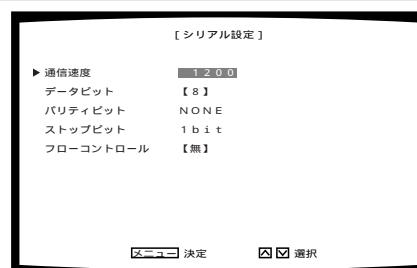 [シリアル設定]
▶通信速度 1200
データビット 【8】
パリティビット NONE
ストップビット 1bit
フローコントロール 【無】
メニュー 決定 選択